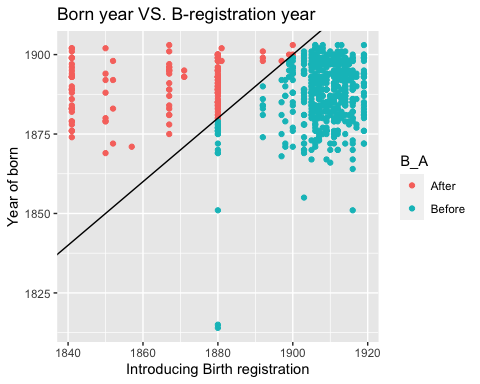 Born year VS. B-registration year
1900
1875
1850
1825
Year of born
1840
1860
1880
1900
1920
Introducing Birth registration
B_A
After
Before